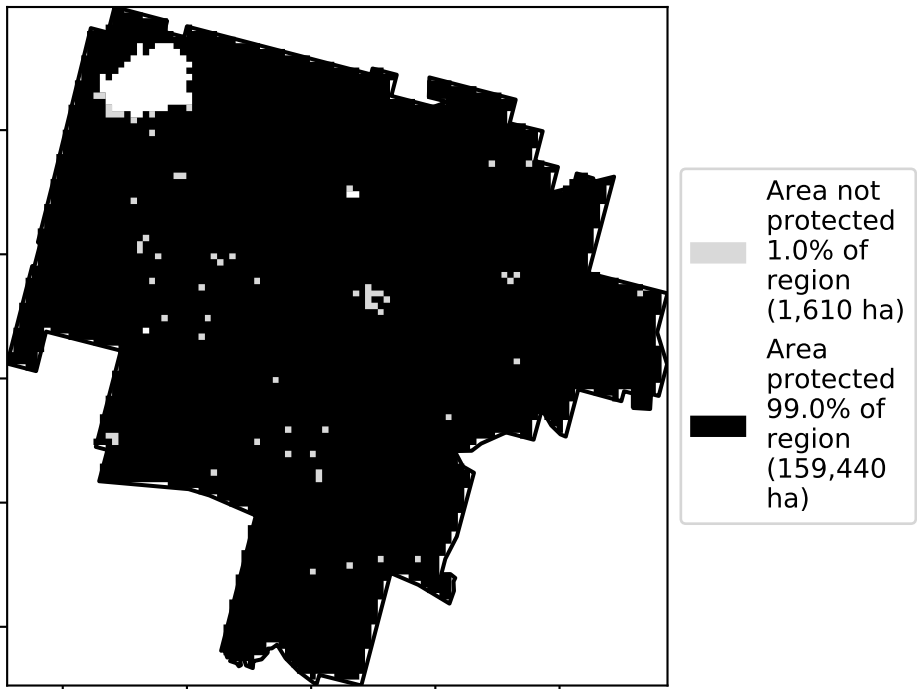 Area not
protected
1.0% of
region
(1,610 ha)
Area
protected
99.0% of
region
(159,440
ha)